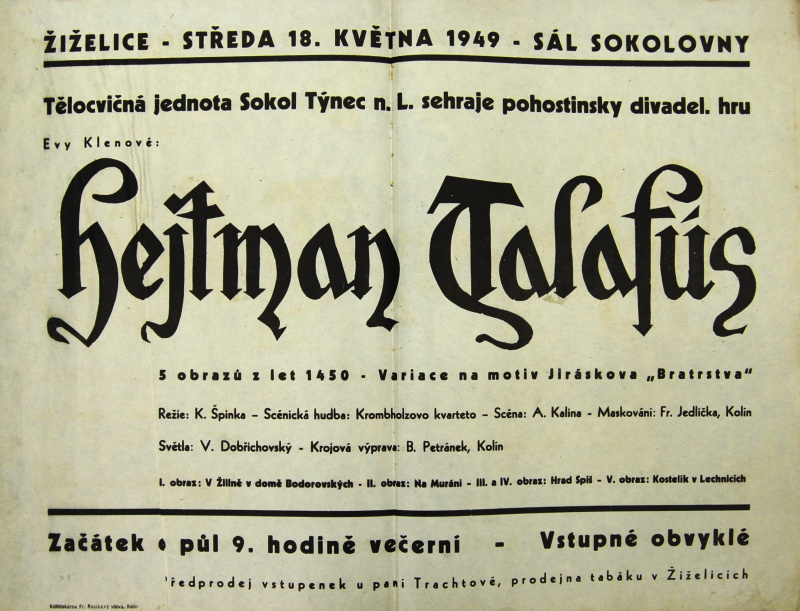 ŽIŽELICE - STŘEDA 18. KVĚTNA 1949 - SÁL SOKOLOVNY
Tělocvičná jednota Sokol Týnec n. L. sehraje pohostinsky divadel. hru
Evy Klenové:
Hejtman Talafús
5 obrazů z let 1450 - Variace na motiv Jiráskova „Bratrstva“
Režie: K. Špinka – Scénická hudba: Krombholzovo kvarteto – Scéna: A. Kalina - Maskování: Fr. Jedlička, Kolín
Světla: V. Dobřichovský - Krojová výprava: B. Petránek, Kolín
I. obraz: V Žilině v domě Bodorovských - II. obraz: Na Muráni - III. a IV. obraz: Hrad Spiš - V. obraz: Kostelík v Lechnicích
Začátek o půl 9. hodině večerní - Vstupné obvyklé
Předprodej vstupenek u paní Trachtové, prodejna tabáku v Žiželicích
Knihtiskárna Fr. vdova, Kolín